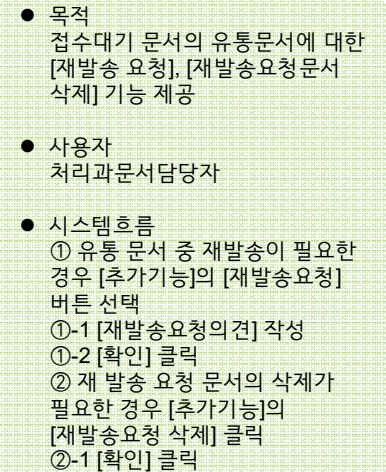 ● 목적
접수대기 문서의 유통문서에 대한
[재발송 요청], [재발송요청문서
삭제] 기능 제공
● 사용자
처리과문서담당자
● 시스템흐름
① 유통 문서 중 재발송이 필요한
경우 [추가기능]의 [재발송요청]
버튼 선택
①-1 [재발송요청의견] 작성
①-2 [확인] 클릭
② 재 발송 요청 문서의 삭제가
필요한 경우 [추가기능]의
[재발송요청 삭제] 클릭
②-1 [확인] 클릭